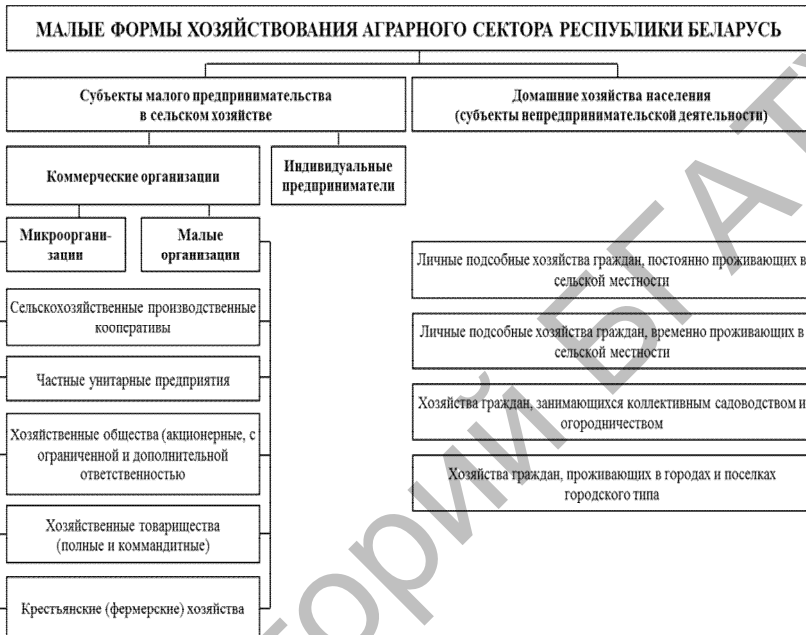 МАЛЫЕ ФОРМЫ ХОЗЯЙСТВОВАНИЯ АГРАРНОГО СЕКТОРА РЕСПУБЛИКИ БЕЛАРУСЬ
Субъекты малого предпринимательства
в сельском хозяйстве
Домашние хозяйства населения
(субъекты непредпринимательской деятельности)
Коммерческие организации
Индивидуальные
предприниматели
Микрооргани-
зации
Малые
организации
Сельскохозяйственные производственные
кооперативы
Частные унитарные предприятия
Хозяйственные общества (акционерные, с
ограниченной и дополнительной
ответственностью
Хозяйственные товарищества
(полные и коммандитные)
Крестьянские (фермерские) хозяйства
Личные подсобные хозяйства граждан, постоянно проживающих в
сельской местности
Личные подсобные хозяйства граждан, временно проживающих в
сельской местности
Хозяйства граждан, занимающихся коллективным садоводством и
огородничеством
Хозяйства граждан, проживающих в городах и поселках
городского типа
торий БГАТУ